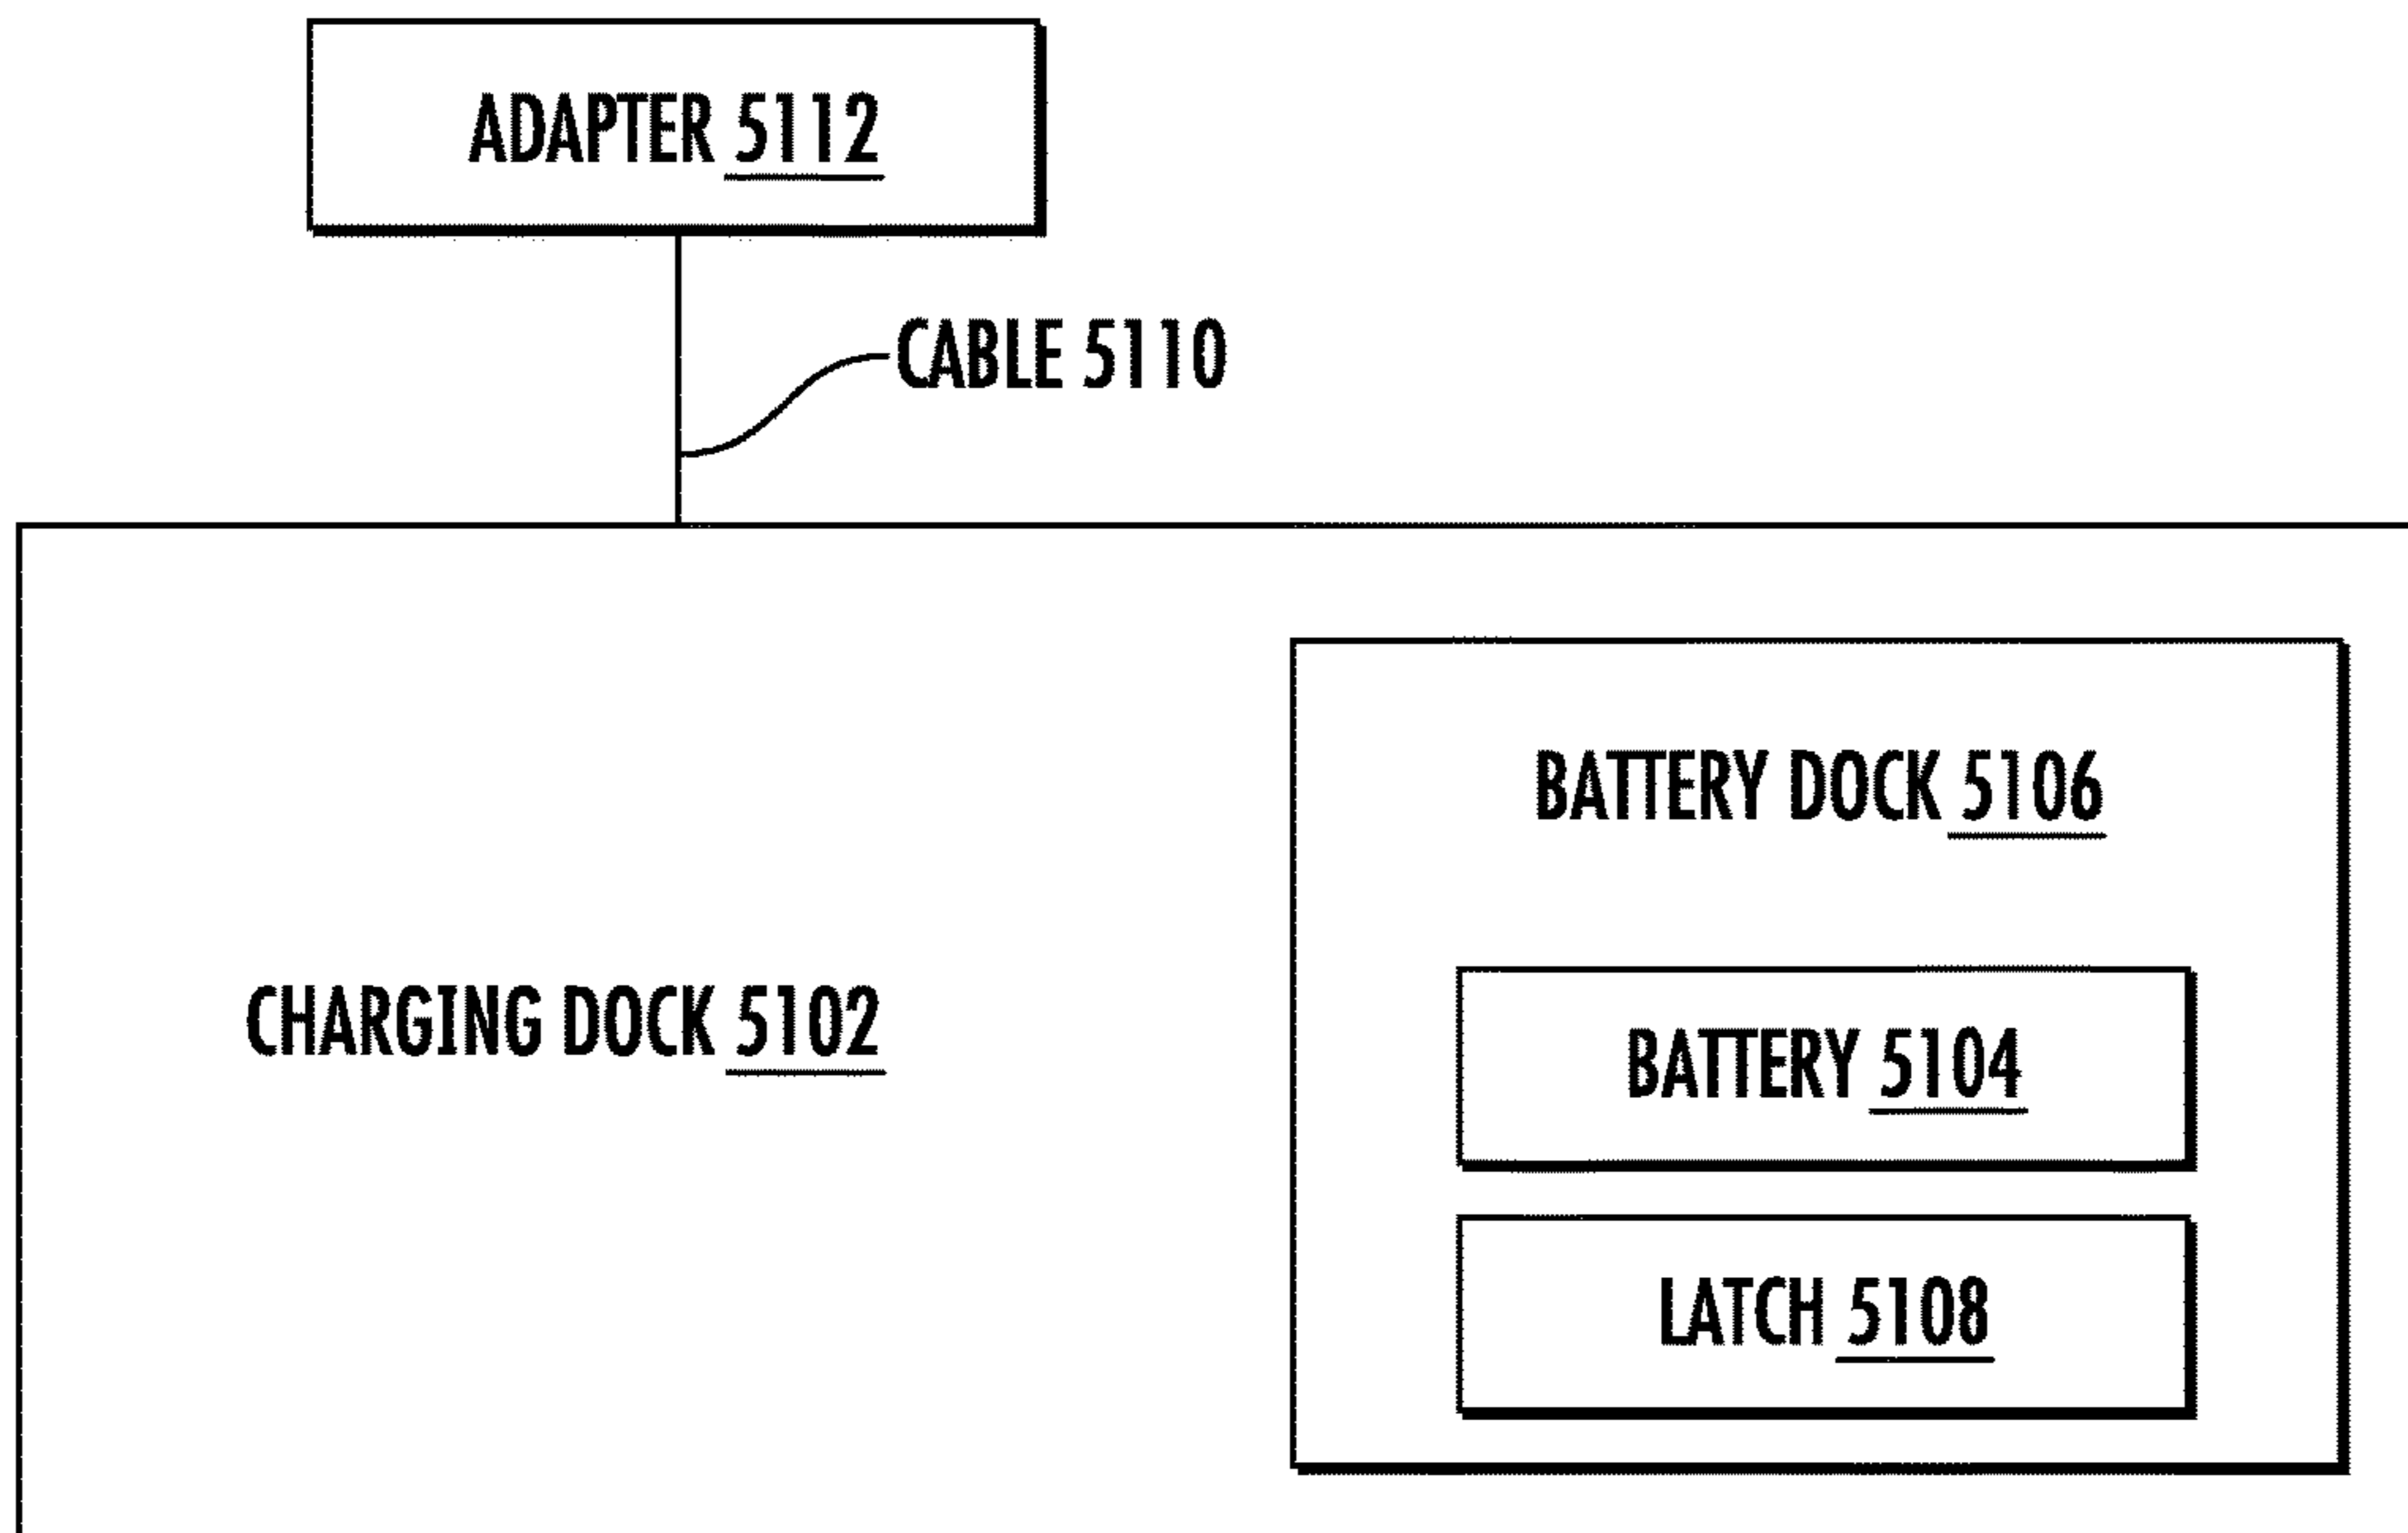 ADAPTER 5112
CABLE 5110
BATTERY DOCK 5106
CHARGING DOCK 5102
BATTERY 5104
LATCH 5108